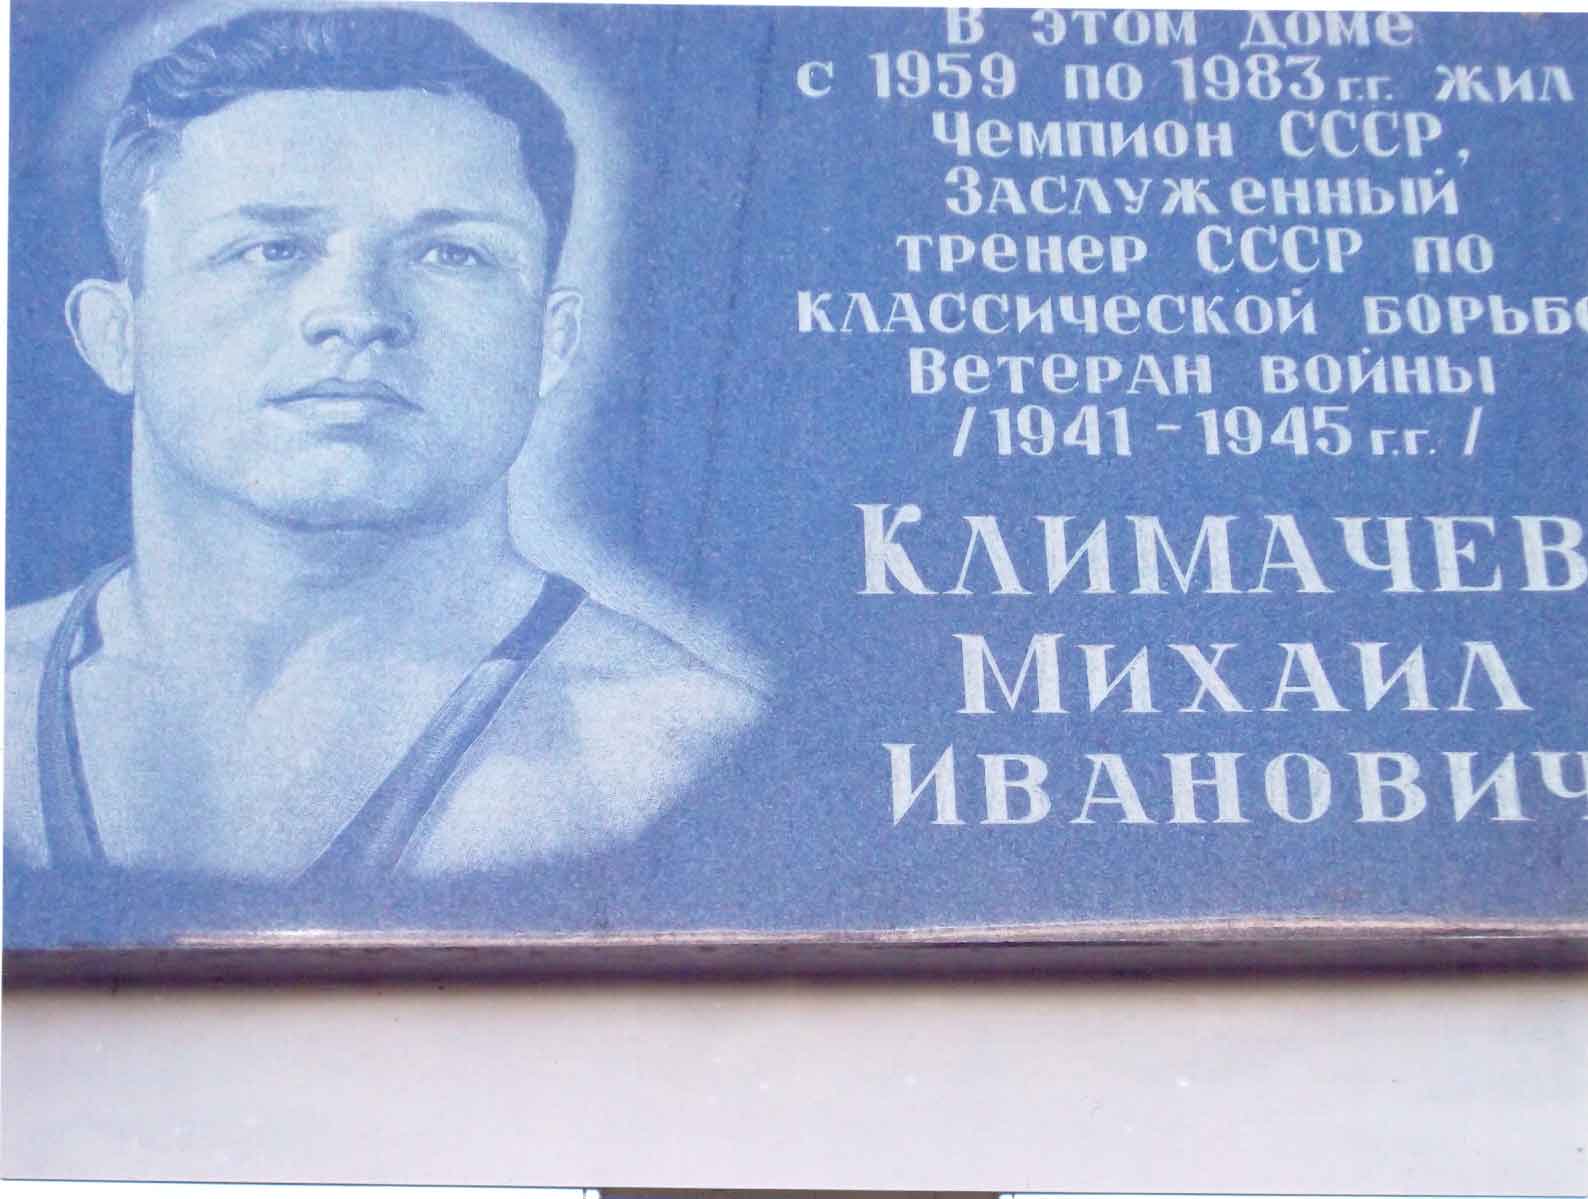 В этом доме
с 1959 по 1983 г.г. жил
Чемпион СССР,
Заслуженный
тренер СССР по
классической борьбе
Ветеран войны
/1941 - 1945 г.г. /
Климачев
Михаил
Иванович